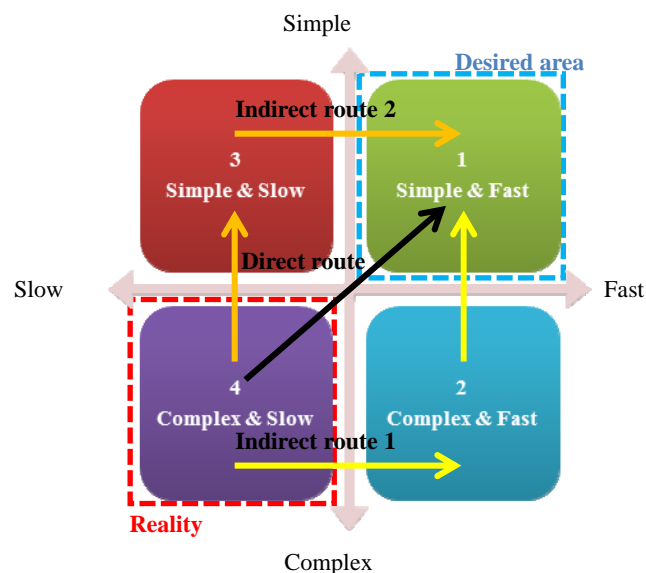 Simple
Desired area
Indirect route 2
3
Simple & Slow
1
Simple & Fast
Direct route
Slow
Fast
4
Complex & Slow
2
Complex & Fast
Indirect route 1
Reality
Complex